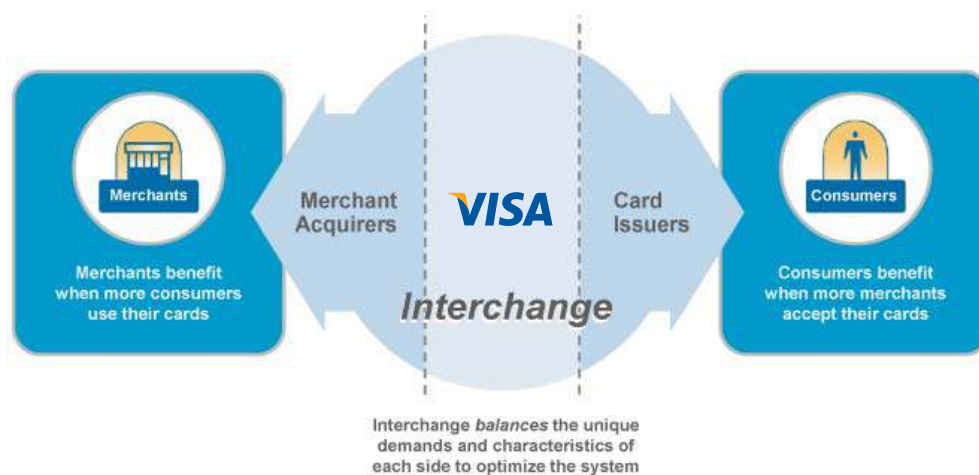 Merchants
Merchants benefit
when more consumers
use their cards
Merchant
Acquirers
VISA
Card
Issuers
Interchange
Consumers
Consumers benefit
when more merchants
accept their cards
Interchange balances the unique
demands and characteristics of
each side to optimize the system